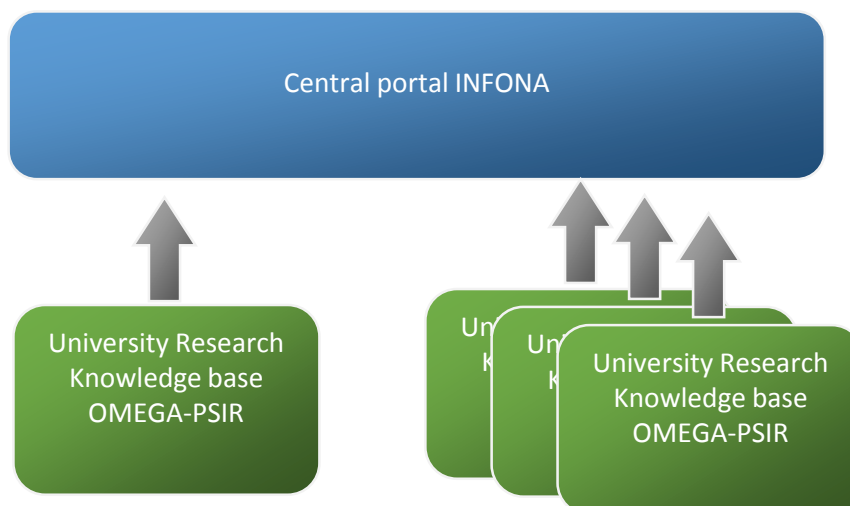 Central portal INFONA
University Research
Knowledge base
OMEGA-PSIR
University Research
Knowledge base
OMEGA-PSIR